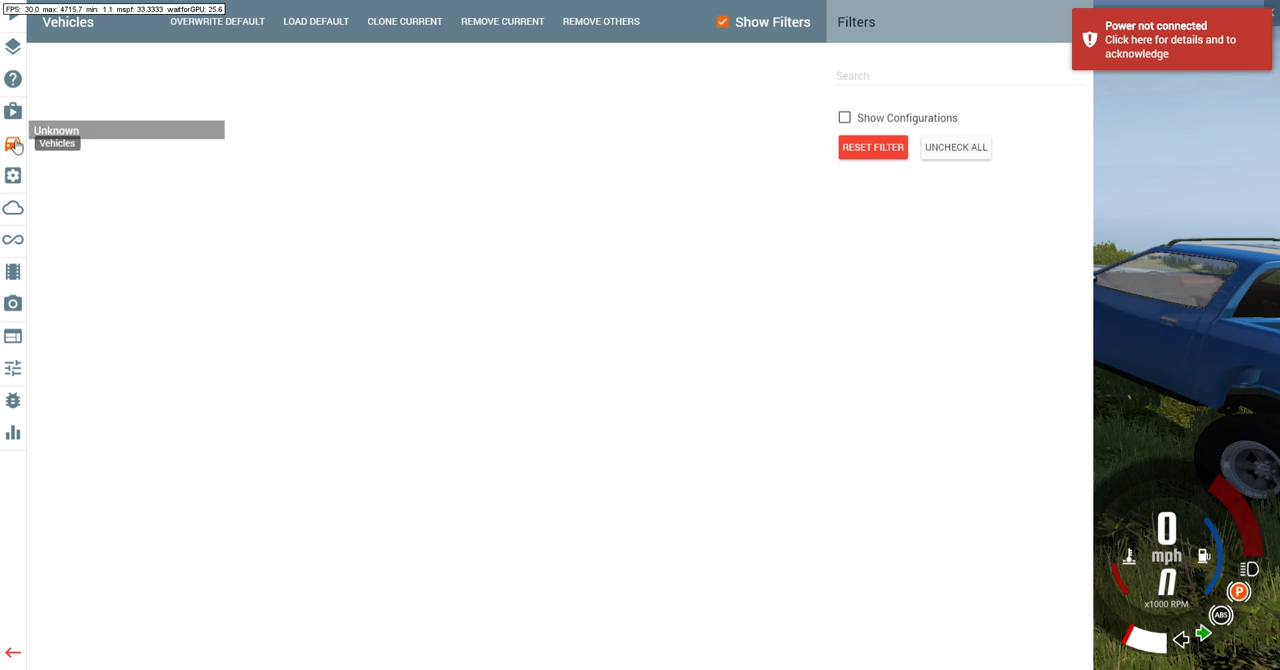 FPS: 30.0 max: 4715.7 min: 1.1 mspf: 33.3333 waitforGPU: 25.6
Vehicles
OVERWRITE DEFAULT
LOAD DEFAULT
CLONE CURRENT
REMOVE CURRENT
REMOVE OTHERS
Show Filters
Filters
Power not connected
Click here for details and to
acknowledge
Search
Unknown
Vehicles
Show Configurations
RESET FILTER
UNCHECK ALL
0
mph
n
x1000 RPM
P
ABS